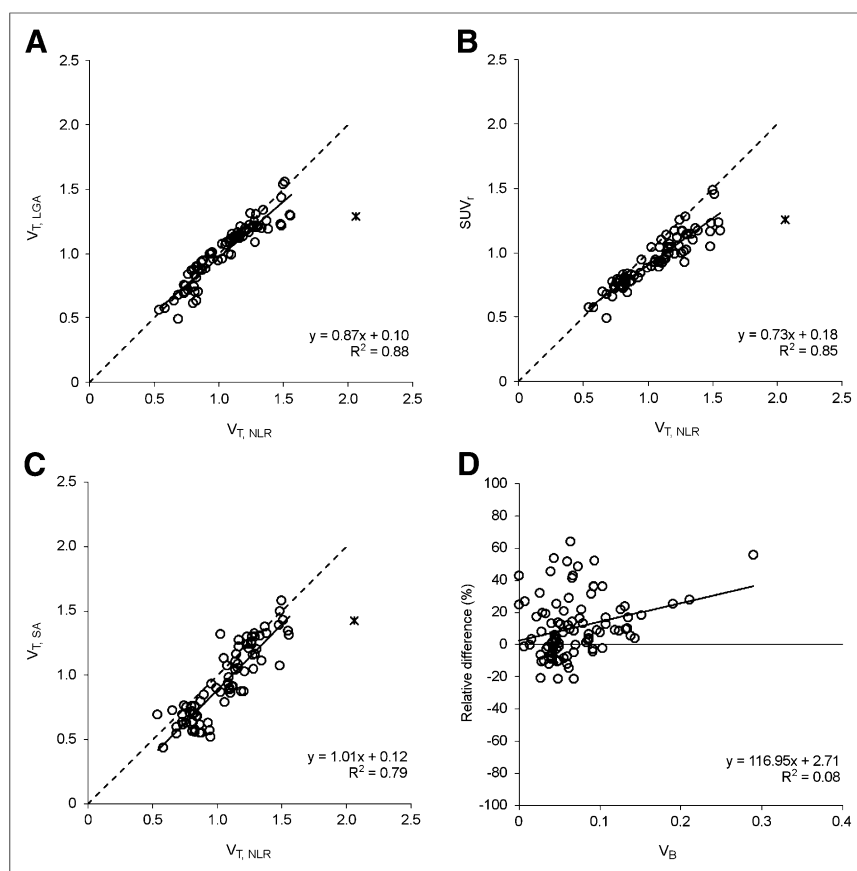 A
2.5
2.0
1.5
1.0
0.5
0
V_T, LGA
0 0.5 1.0 1.5 2.0 2.5
V_T, NLR
y = 0.87x + 0.10
R² = 0.88
B
2.5
2.0
1.5
1.0
0.5
0
SUV_r
0 0.5 1.0 1.5 2.0 2.5
V_T, NLR
y = 0.73x + 0.18
R² = 0.85
C
2.5
2.0
1.5
1.0
0.5
0
V_T, SA
0 0.5 1.0 1.5 2.0 2.5
V_T, NLR
y = 1.01x + 0.12
R² = 0.79
D
100
80
60
40
20
0
-20
-40
-60
-80
-100
Relative difference (%)
0 0.1 0.2 0.3 0.4
V_B
y = 116.95x + 2.71
R² = 0.08